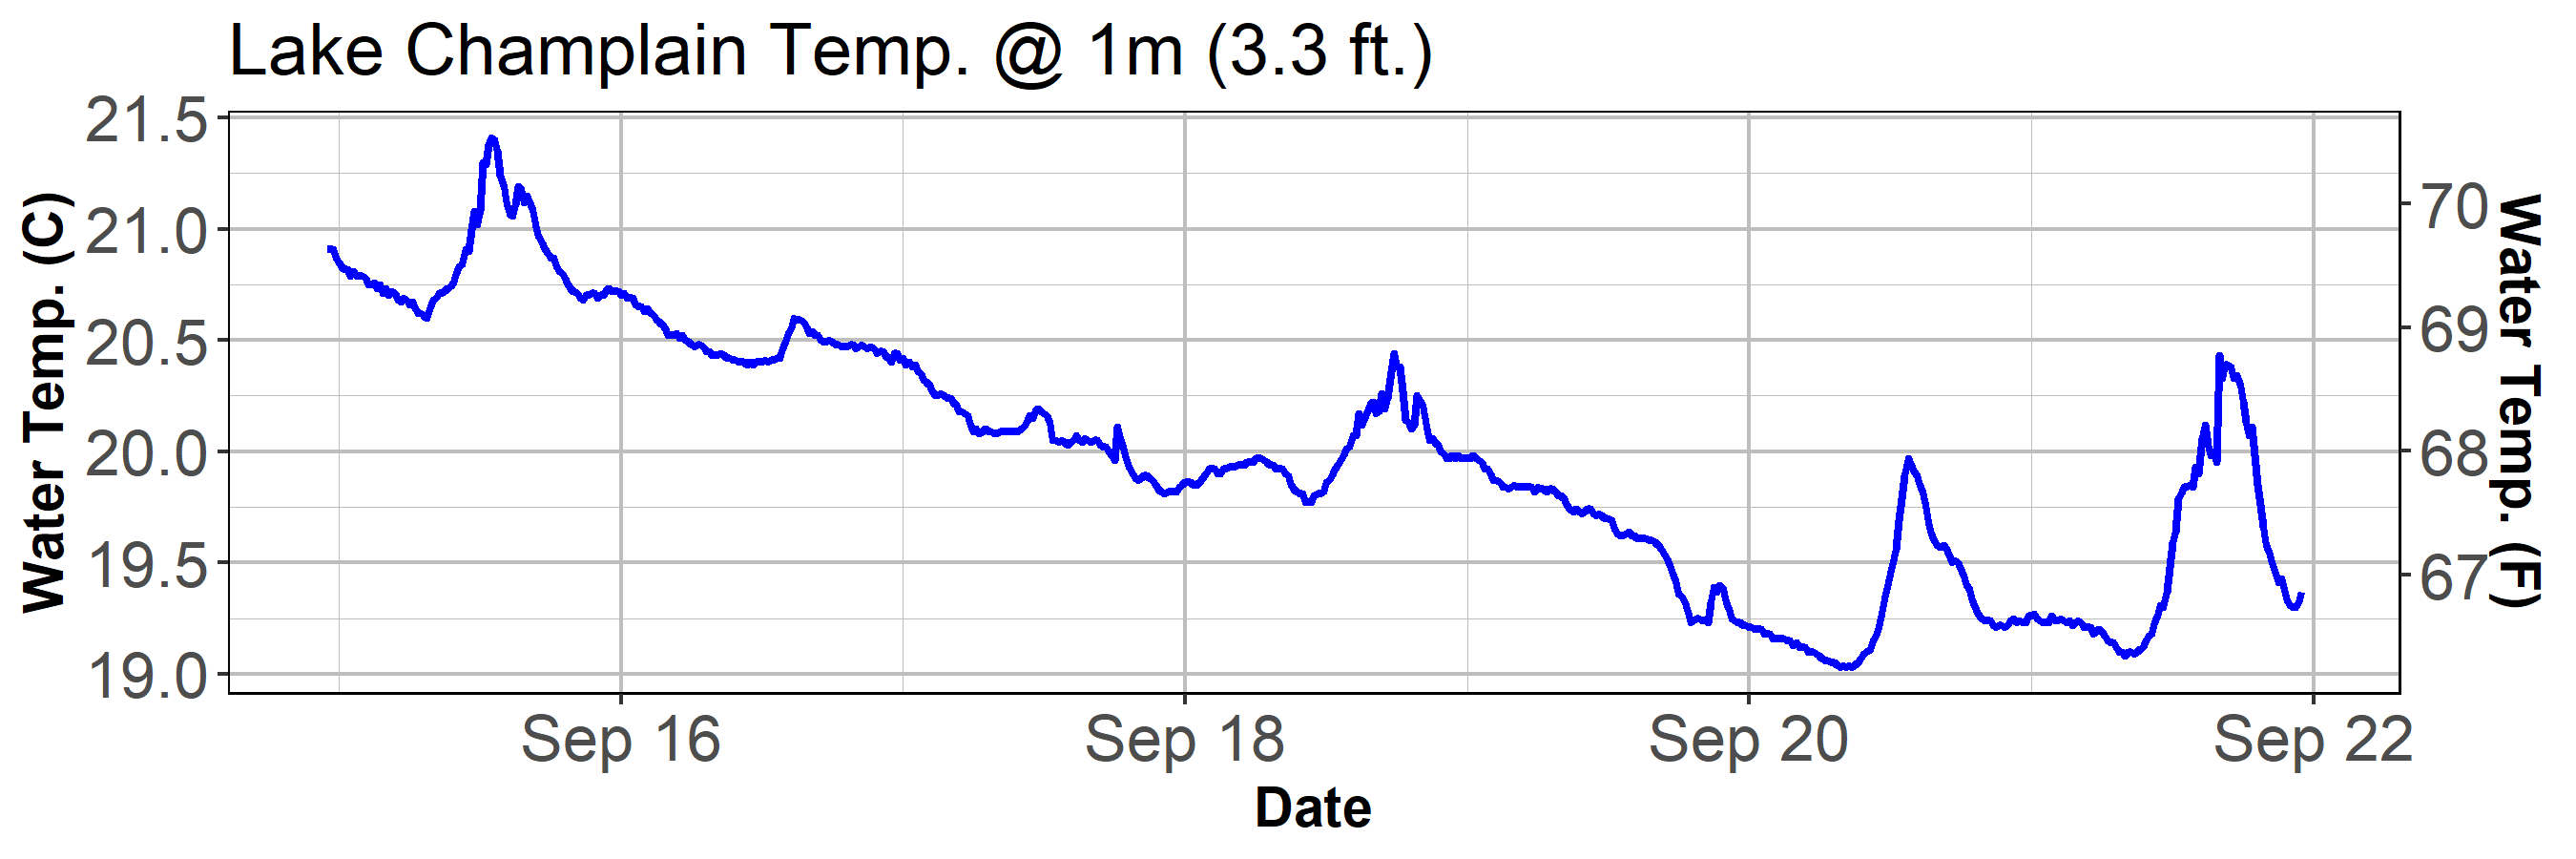 Lake Champlain Temp. @ 1m (3.3 ft.)
Water Temp. (C)
21.5
21.0
20.5
20.0
19.5
19.0
70
69
68
67
Water Temp. (F)
Sep 16 Sep 18 Sep 20 Sep 22
Date